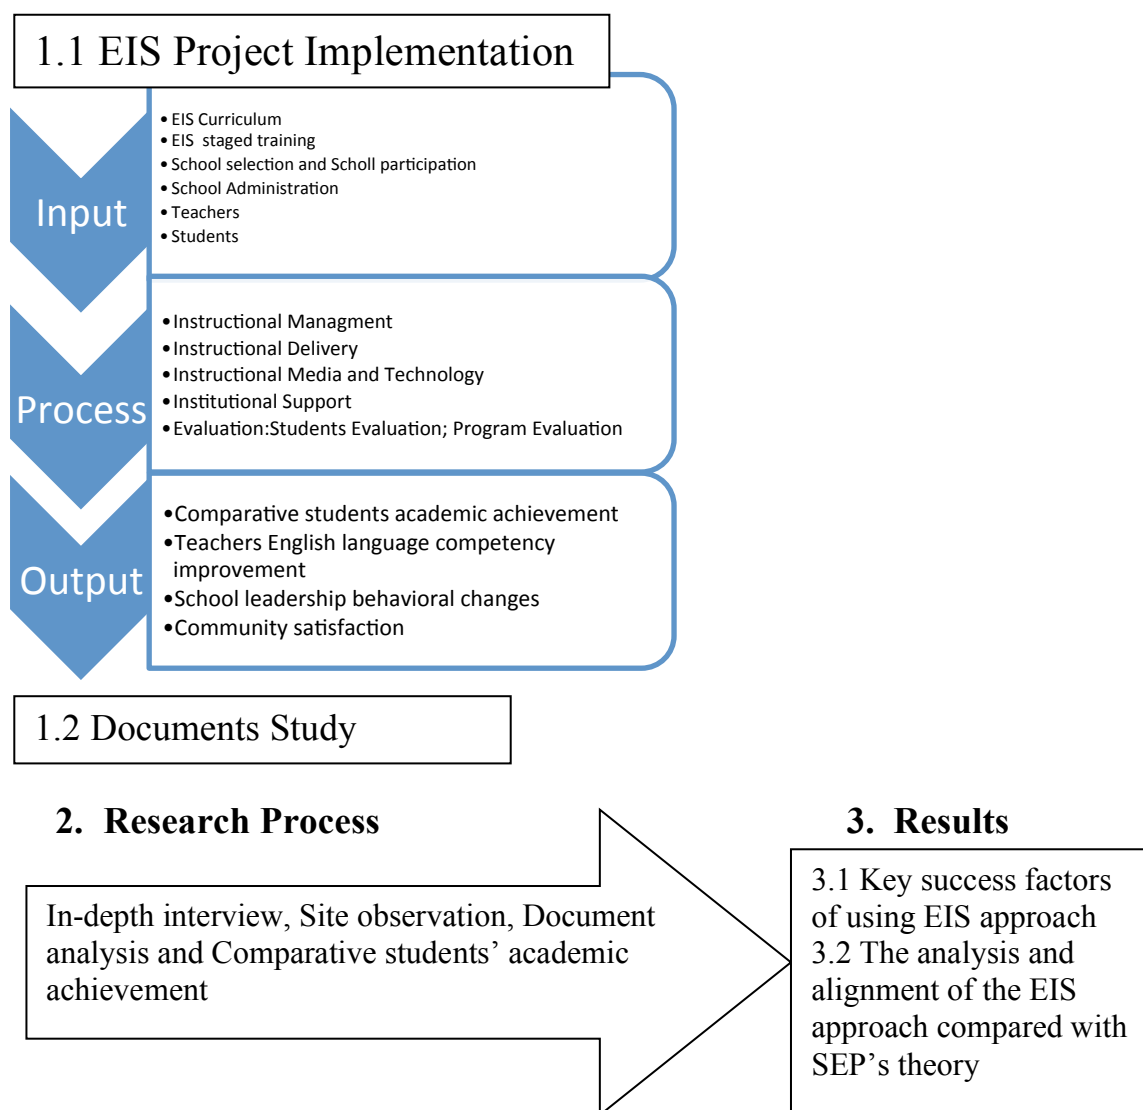 1.1 EIS Project Implementation
Input
• EIS Curriculum
• EIS  staged training
• School selection and Scholl participation
• School Administration
• Teachers
• Students
Process
• Instructional Managment
• Instructional Delivery
• Instructional Media and Technology
• Institutional Support
• Evaluation:Students Evaluation; Program Evaluation
Output
• Comparative students academic achievement
• Teachers English language competency
improvement
• School leadership behavioral changes
• Community satisfaction
1.2 Documents Study
2. Research Process
In-depth interview, Site observation, Document
analysis and Comparative students’ academic
achievement
3. Results
3.1 Key success factors
of using EIS approach
3.2 The analysis and
alignment of the EIS
approach compared with
SEP’s theory